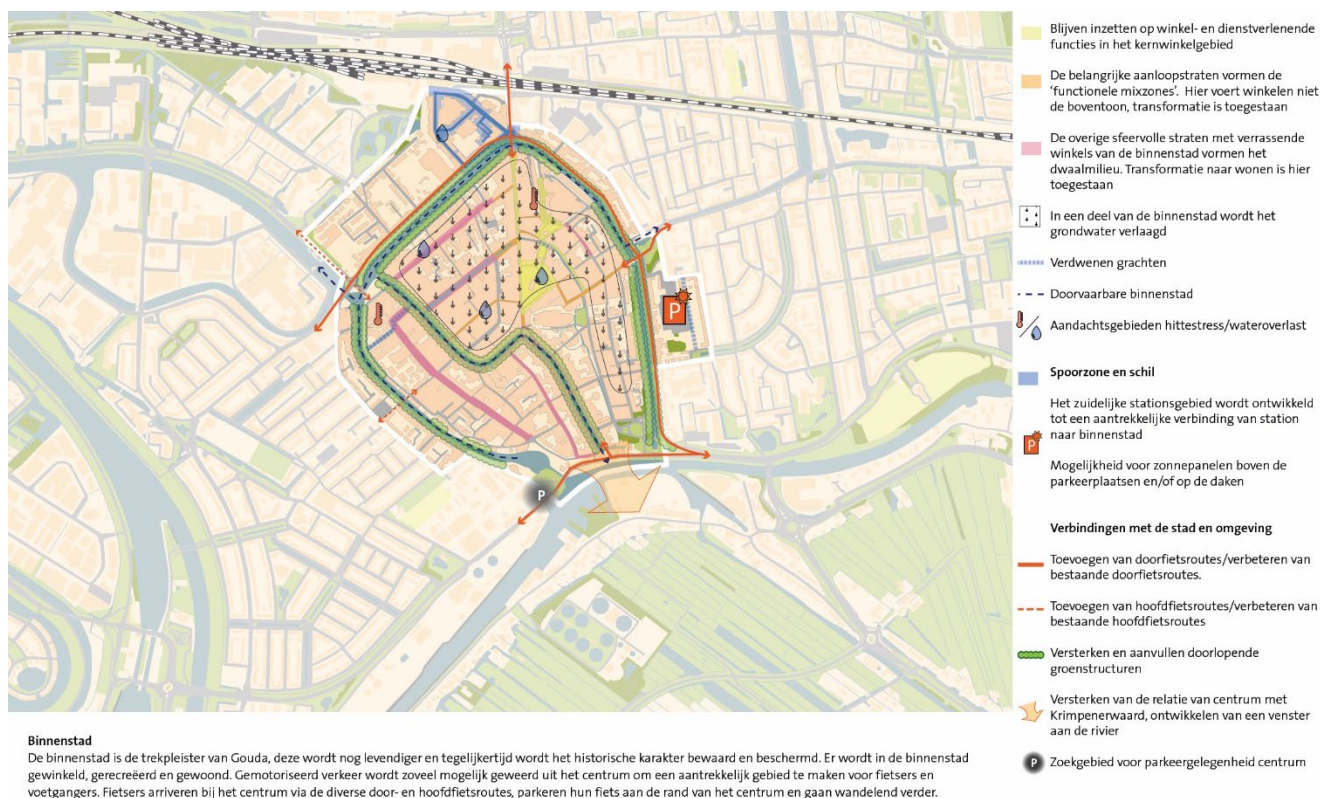 Blijven inzetten op winkel- en dienstverlenende
functies in het kernwinkelgebied
De belangrijke aanloopstraten vormen de
'functionele mixzones'. Hier voert winkelen niet
de boventoon, transformatie is toegestaan
De overige sfeervolle straten met verrassende
winkels van de binnenstad vormen het
dwaalmilieu. Transformatie naar wonen is hier
toegestaan
In een deel van de binnenstad wordt het
grondwater verlaagd
Verdwenen grachten
Doorvaarbare binnenstad
Aandachtsgebieden hittestress/wateroverlast
Spoorzone en schil
Het zuidelijke stationsgebied wordt ontwikkeld
tot een aantrekkelijke verbinding van station
naar binnenstad
P
Mogelijkheid voor zonnepanelen boven de
parkeerplaatsen en/of op de daken
Verbindingen met de stad en omgeving
Toevoegen van doorfietsroutes/verbeteren van
bestaande doorfietsroutes.
Toevoegen van hoofdfietsroutes/verbeteren van
bestaande hoofdfietsroutes
Versterken en aanvullen doorlopende
groenstructuren
Versterken van de relatie van centrum met
Krimpenerwaard, ontwikkelen van een venster
aan de rivier
P Zoekgebied voor parkeergelegenheid centrum
P
P
Binnenstad
De binnenstad is de trekpleister van Gouda, deze wordt nog levendiger en tegelijkertijd wordt het historische karakter bewaard en beschermd. Er wordt in de binnenstad
gewinkeld, gerecreëerd en gewoond. Gemotoriseerd verkeer wordt zoveel mogelijk geweerd uit het centrum om een aantrekkelijk gebied te maken voor fietsers en
voetgangers. Fietsers arriveren bij het centrum via de diverse door- en hoofdfietsroutes, parkeren hun fiets aan de rand van het centrum en gaan wandelend verder.